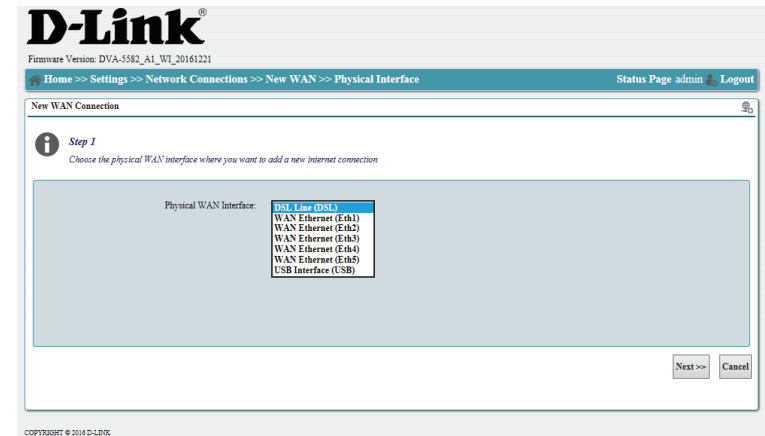 D-Link®
Firmware Version: DVA-5582_A1_WI_20161221
Home >> Settings >> Network Connections >> New WAN >> Physical Interface Status Page admin Logout
New WAN Connection
Step 1
Choose the physical WAN interface where you want to add a new internet connection
Physical WAN Interface: DSL Line (DSL)
WAN Ethernet (Eth1)
WAN Ethernet (Eth2)
WAN Ethernet (Eth3)
WAN Ethernet (Eth4)
WAN Ethernet (Eth5)
USB Interface (USB)
Next >> Cancel
COPYRIGHT © 2016 D-LINK